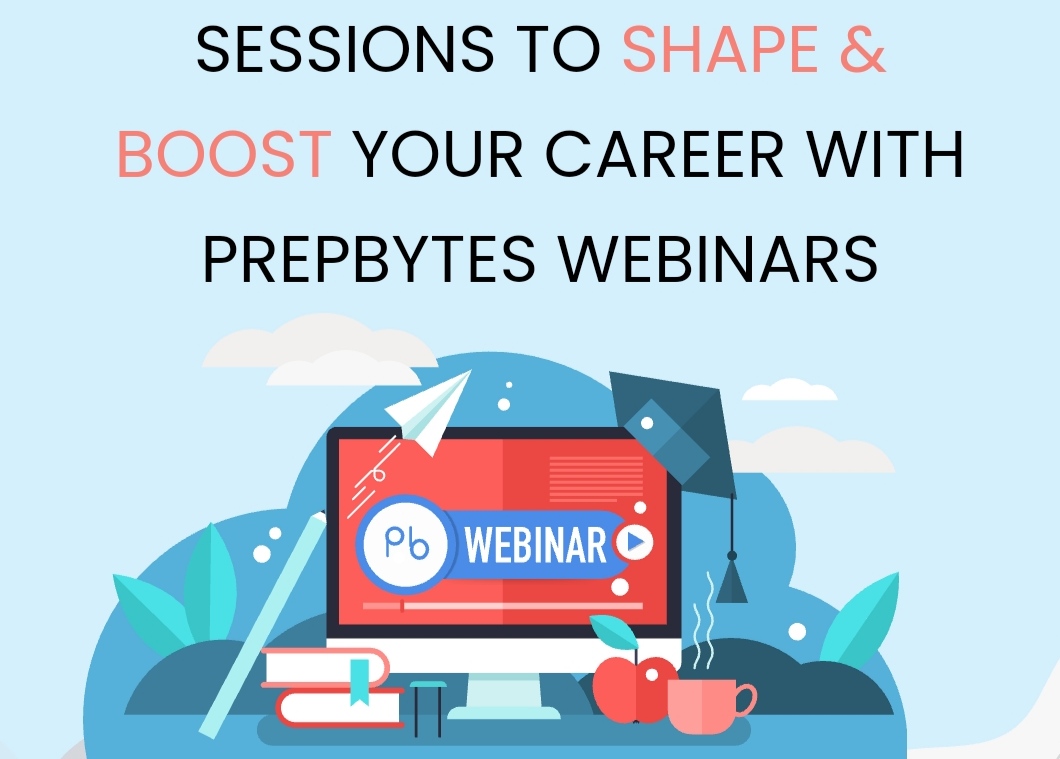 SESSIONS TO SHAPE &
BOOST YOUR CAREER WITH
PREPBYTES WEBINARS
Pb WEBINAR